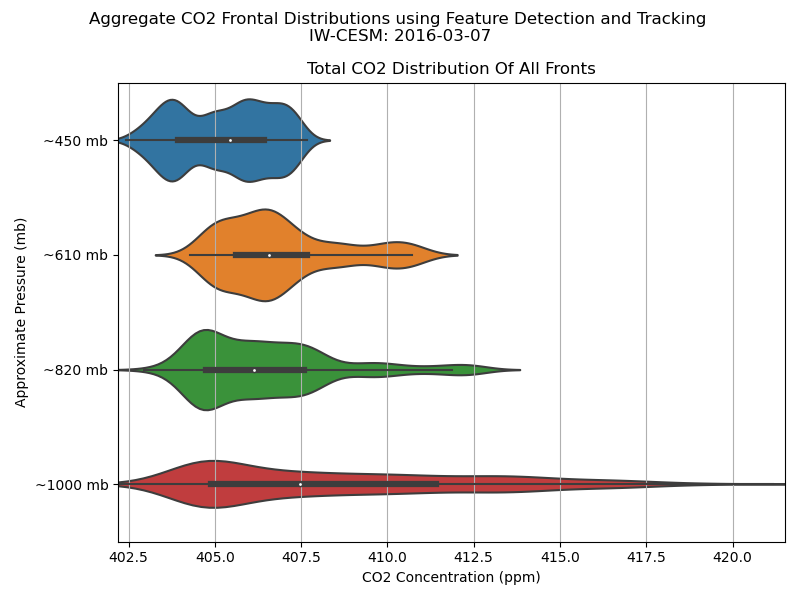 Aggregate CO2 Frontal Distributions using Feature Detection and Tracking
IW-CESM: 2016-03-07
Total CO2 Distribution Of All Fronts
Approximate Pressure (mb)
~450 mb
~610 mb
~820 mb
~1000 mb
402.5 405.0 407.5 410.0 412.5 415.0 417.5 420.0
CO2 Concentration (ppm)